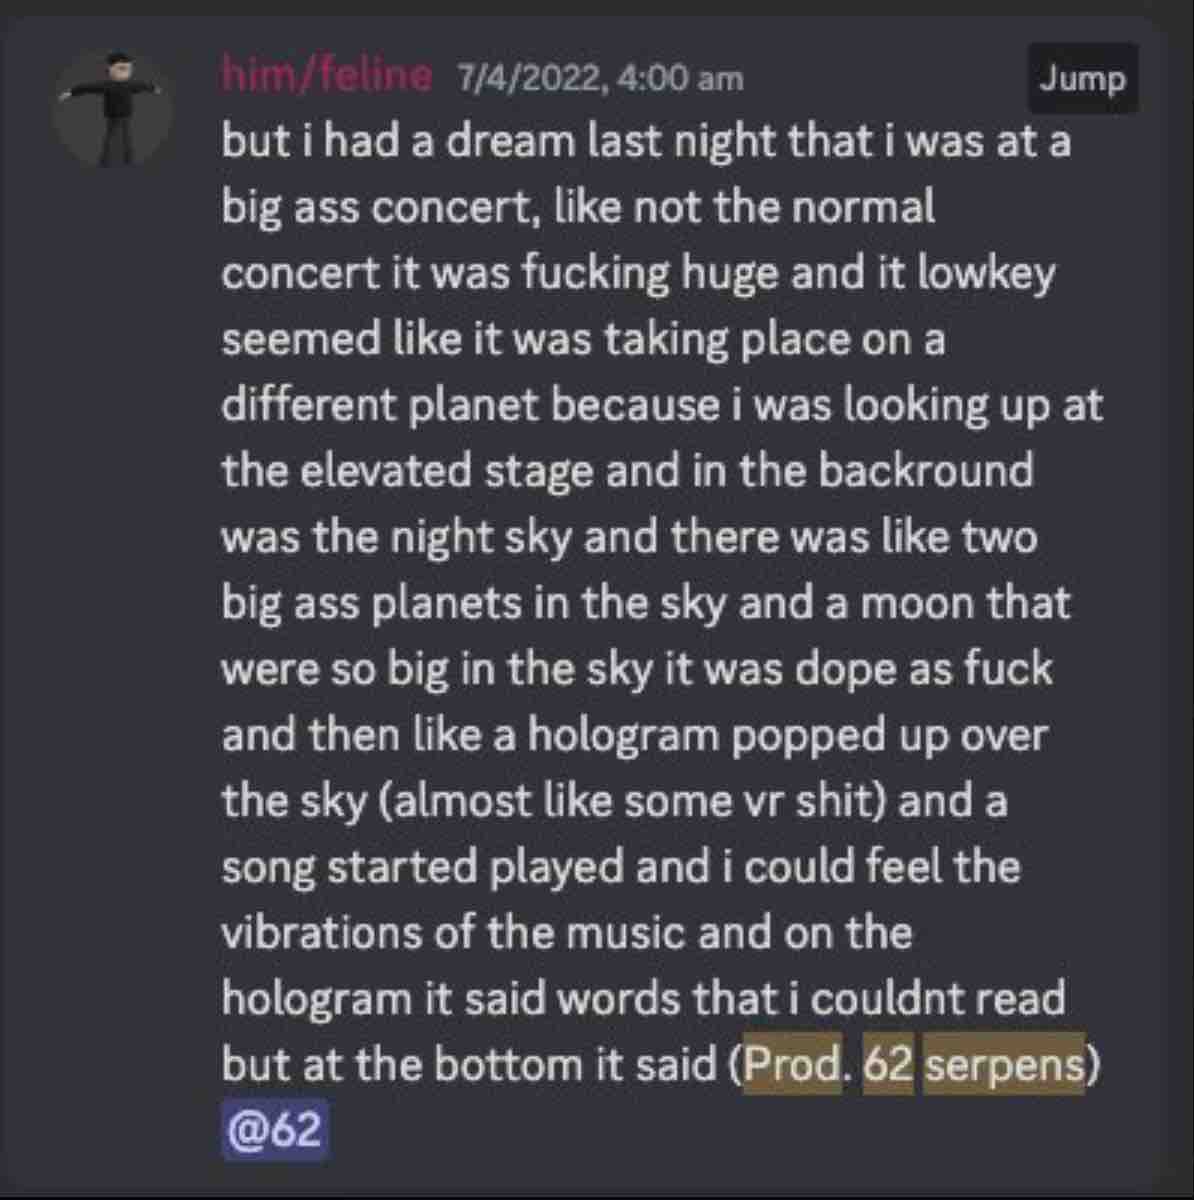 him/feline 7/4/2022, 4:00 am
Jump
but i had a dream last night that i was at a
big ass concert, like not the normal
concert it was fucking huge and it lowkey
seemed like it was taking place on a
different planet because i was looking up at
the elevated stage and in the backround
was the night sky and there was like two
big ass planets in the sky and a moon that
were so big in the sky it was dope as fuck
and then like a hologram popped up over
the sky (almost like some vr shit) and a
song started played and i could feel the
vibrations of the music and on the
hologram it said words that i couldnt read
but at the bottom it said (Prod. 62 serpens)
@62